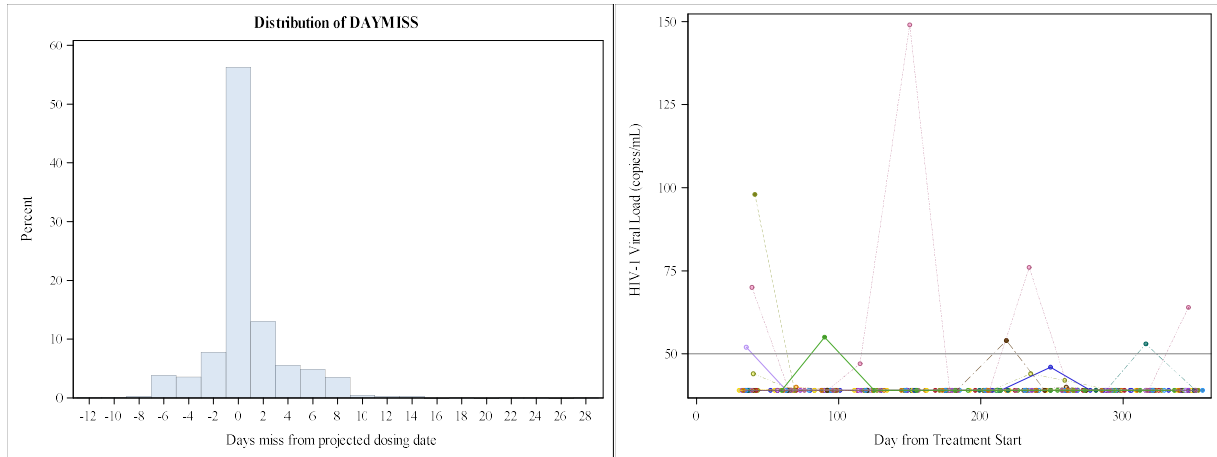 Distribution of DAYMISS
Percent
60
50
40
30
20
10
0
-12 -10 -8 -6 -4 -2 0 2 4 6 8 10 12 14 16 18 20 22 24 26 28
Days miss from projected dosing date
HIV-1 Viral Load (copies/mL)
150
125
100
75
50
0 100 200 300
Day from Treatment Start